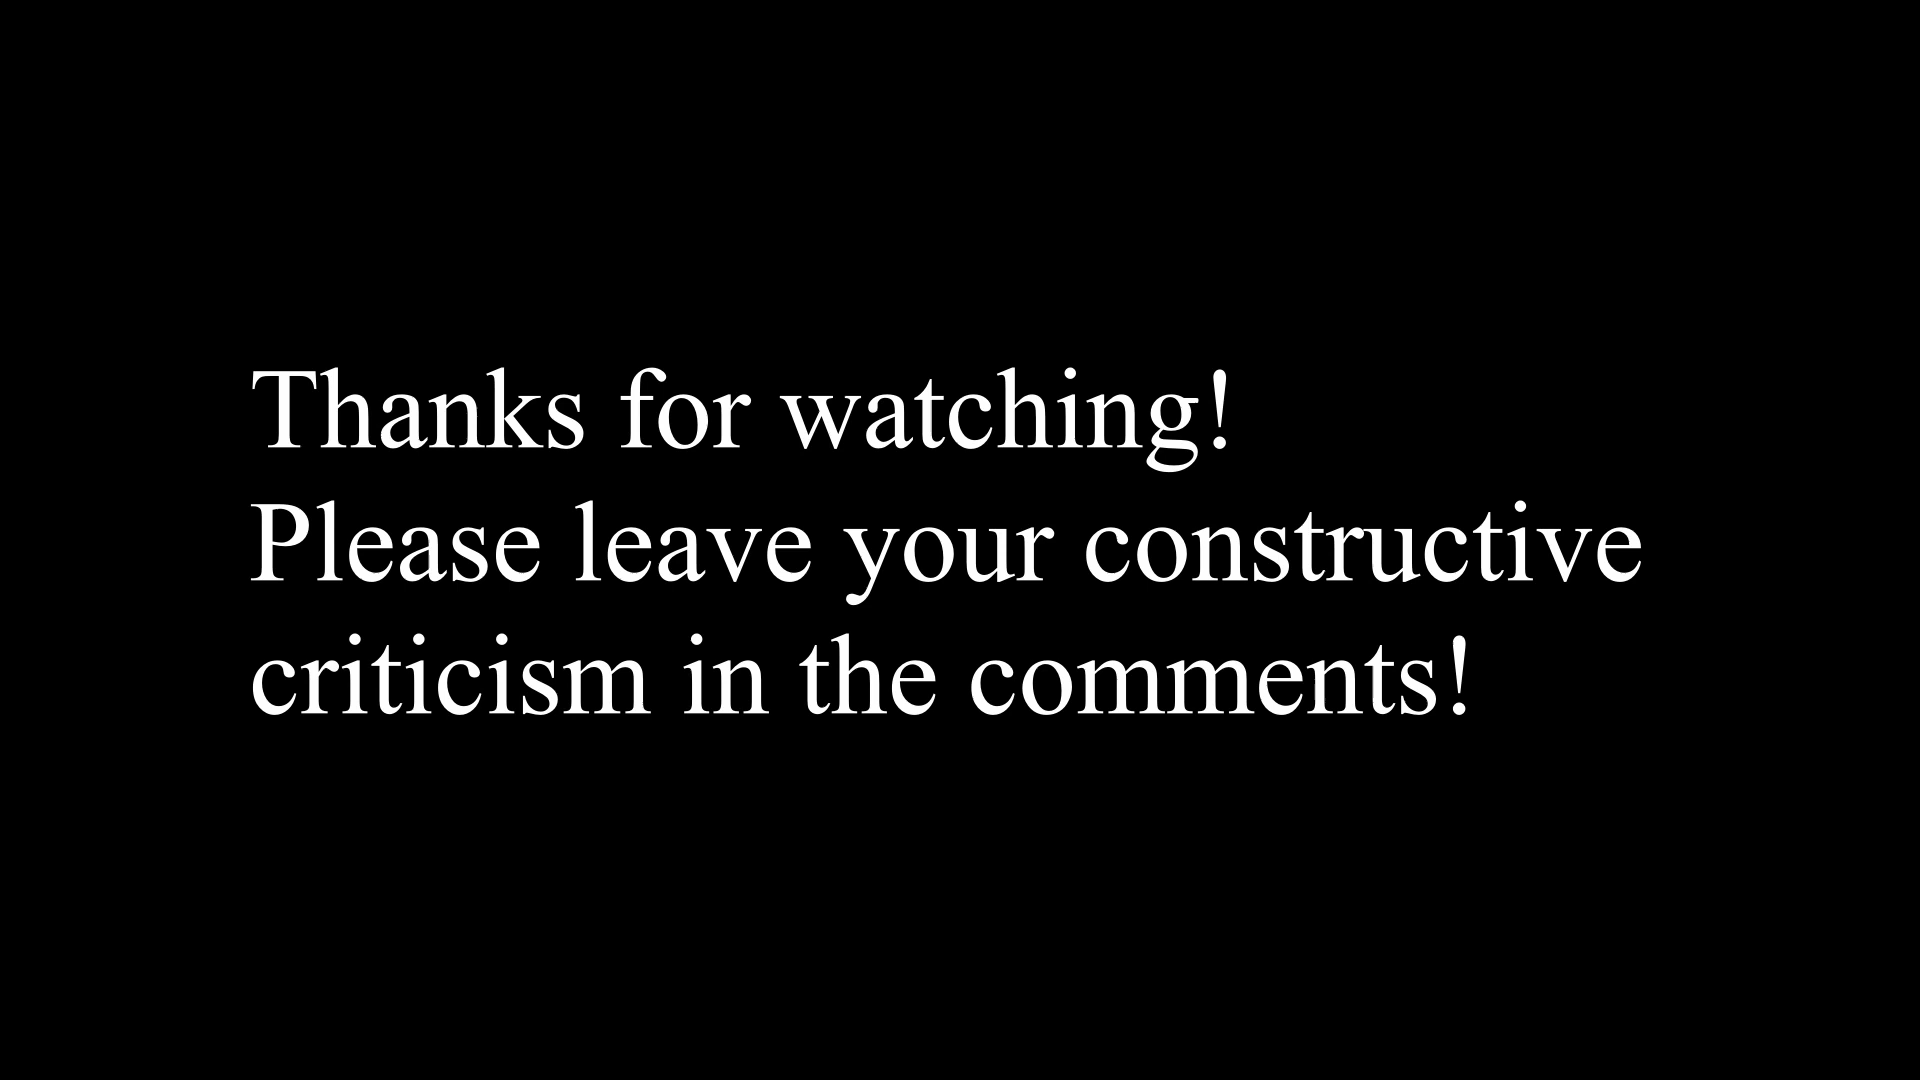 Thanks for watching!
Please leave your constructive
criticism in the comments!